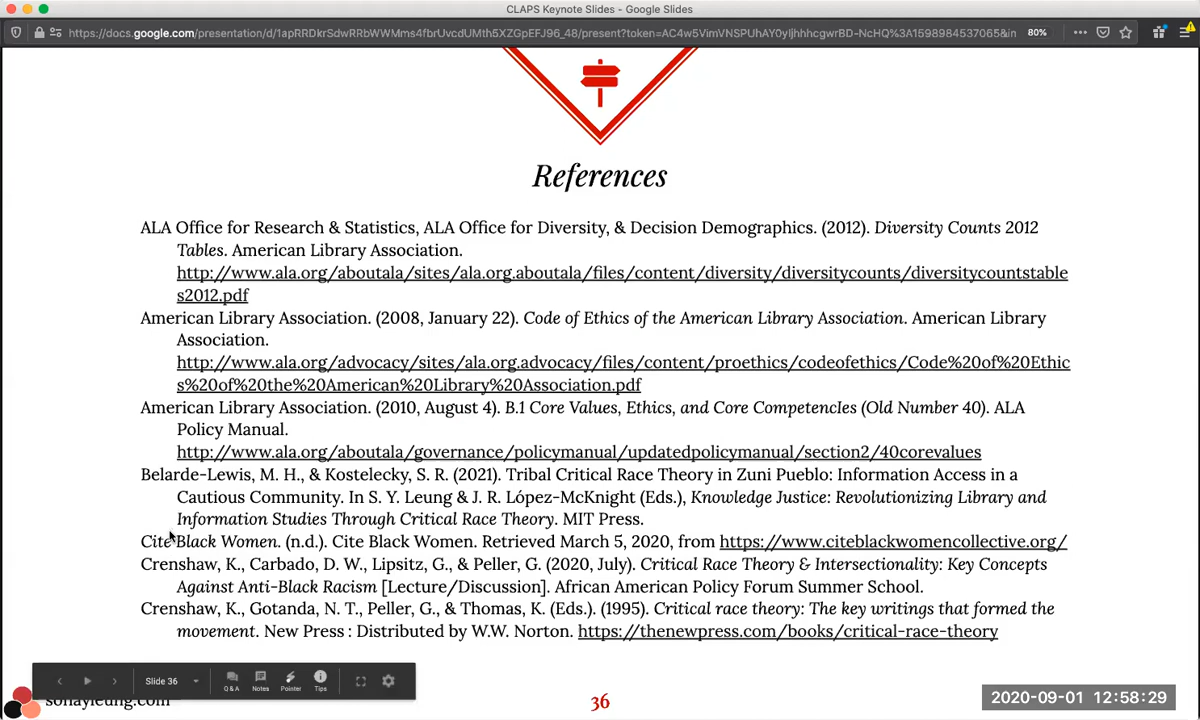 CLAPS Keynote Slides - Google Slides
https://docs.google.com/presentation/d/1apRRDkrSdwRRbWWMms4fbrUvcdUMth5XZGpEFJ96_48/present?token=AC4w5VimVNSPUhAY0yljhhhcgwrBD-NcHQ%3A1598984537065&in 80%
References
ALA Office for Research & Statistics, ALA Office for Diversity, & Decision Demographics. (2012). Diversity Counts 2012
Tables. American Library Association.
http://www.ala.org/aboutala/sites/ala.org.aboutala/files/content/diversity/diversitycounts/diversitycountstable
s2012.pdf
American Library Association. (2008, January 22). Code of Ethics of the American Library Association. American Library
Association.
http://www.ala.org/advocacy/sites/ala.org.advocacy/files/content/proethics/codeofethics/Code%20of%20Ethic
s%20of%20the%20American%20Library%20Association.pdf
American Library Association. (2010, August 4). B.1 Core Values, Ethics, and Core Competencies (Old Number 40). ALA
Policy Manual.
http://www.ala.org/aboutala/governance/policymanual/updatedpolicymanual/section2/40corevalues
Belarde-Lewis, M. H., & Kostelecky, S. R. (2021). Tribal Critical Race Theory in Zuni Pueblo: Information Access in a
Cautious Community. In S. Y. Leung & J. R. López-McKnight (Eds.), Knowledge Justice: Revolutionizing Library and
Information Studies Through Critical Race Theory. MIT Press.
Cite Black Women. (n.d.). Cite Black Women. Retrieved March 5, 2020, from https://www.citeblackwomencollective.org/
Crenshaw, K., Carbado, D. W., Lipsitz, G., & Peller, G. (2020, July). Critical Race Theory & Intersectionality: Key Concepts
Against Anti-Black Racism [Lecture/Discussion]. African American Policy Forum Summer School.
Crenshaw, K., Gotanda, N. T., Peller, G., & Thomas, K. (Eds.). (1995). Critical race theory: The key writings that formed the
movement. New Press : Distributed by W.W. Norton. https://thenewpress.com/books/critical-race-theory
Slide 36
Q&A Notes Pointer Tips
sofiayleung.com
36
2020-09-01 12:58:29